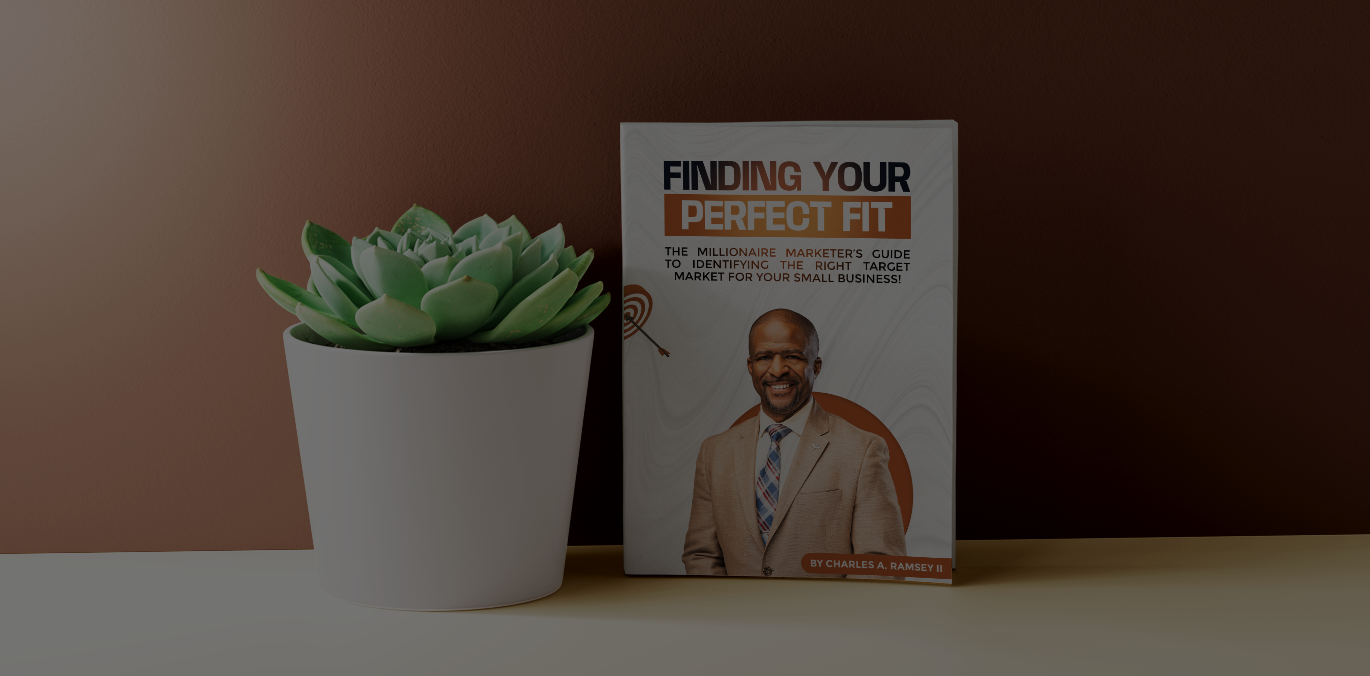 FINDING YOUR
PERFECT FIT
THE MILLIONAIRE MARKETER'S GUIDE
TO IDENTIFYING THE RIGHT TARGET
MARKET FOR YOUR SMALL BUSINESS!
BY CHARLES A. RAMSEY II